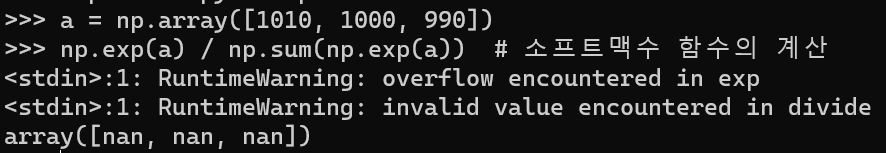 >>> a = np.array([1010, 1000, 990])
>>> np.exp(a) / np.sum(np.exp(a))  # 소프트맥수 함수의 계산
<stdin>:1: RuntimeWarning: overflow encountered in exp
<stdin>:1: RuntimeWarning: invalid value encountered in divide
array([nan, nan, nan])